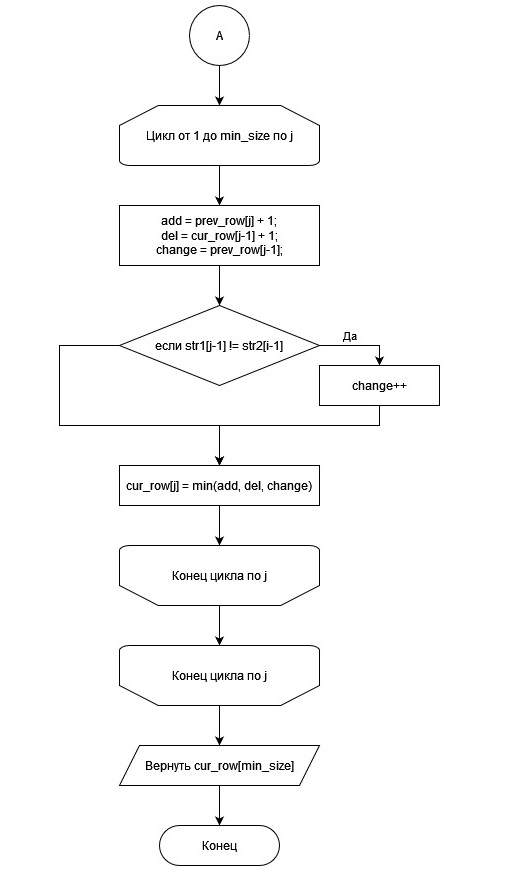 A
Цикл от 1 до min_size по j
add = prev_row[j] + 1;
del = cur_row[j-1] + 1;
change = prev_row[j-1];
если str1[j-1] != str2[i-1]
Да
change++
cur_row[j] = min(add, del, change)
Конец цикла по j
Конец цикла по j
Вернуть cur_row[min_size]
Конец